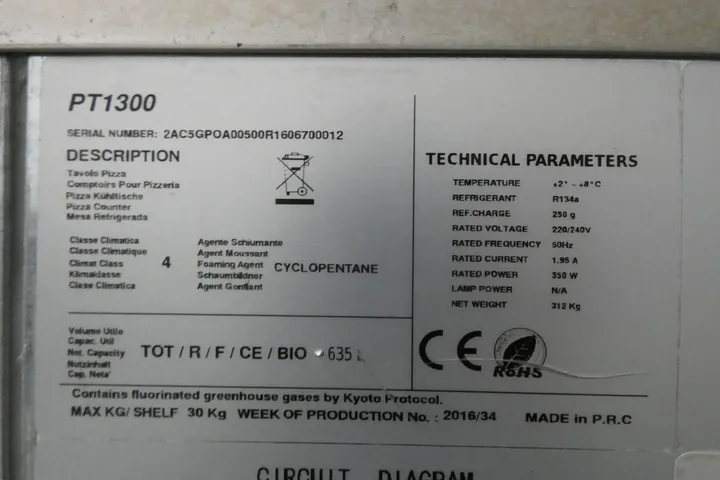 PT1300
SERIAL NUMBER: 2AC5GPOA00500R1606700012
DESCRIPTION
Tavolo Pizza
Comptoirs Pour Pizzeria
Pizza Kühltische
Pizza Counter
Mesa Refrigerada
Classe Climatica
Classe Climatique
Climat Class
Klimaklasse
Clase Climatica
4
Agente Schiumante
Agent Moussant
Foaming Agent
Schaumbildner
Agent Gonflant
CYCLOPENTANE
Volume Utile
Capac. Util
Net. Capacity
Nutzinhalt
Cap. Neta'
TOT / R / F / CE / BIO • 635 L
TECHNICAL PARAMETERS
TEMPERATURE +2° - +8°C
REFRIGERANT R134a
REF.CHARGE 250 g
RATED VOLTAGE 220/240V
RATED FREQUENCY 50Hz
RATED CURRENT 1.95 A
RATED POWER 350 W
LAMP POWER N/A
NET WEIGHT 312 Kg
CE
RoHS
Contains fluorinated greenhouse gases by Kyoto Protocol.
MAX KG/ SHELF 30 Kg WEEK OF PRODUCTION No. : 2016/34 MADE in P.R.C
CIRCUIT DIAGRAM